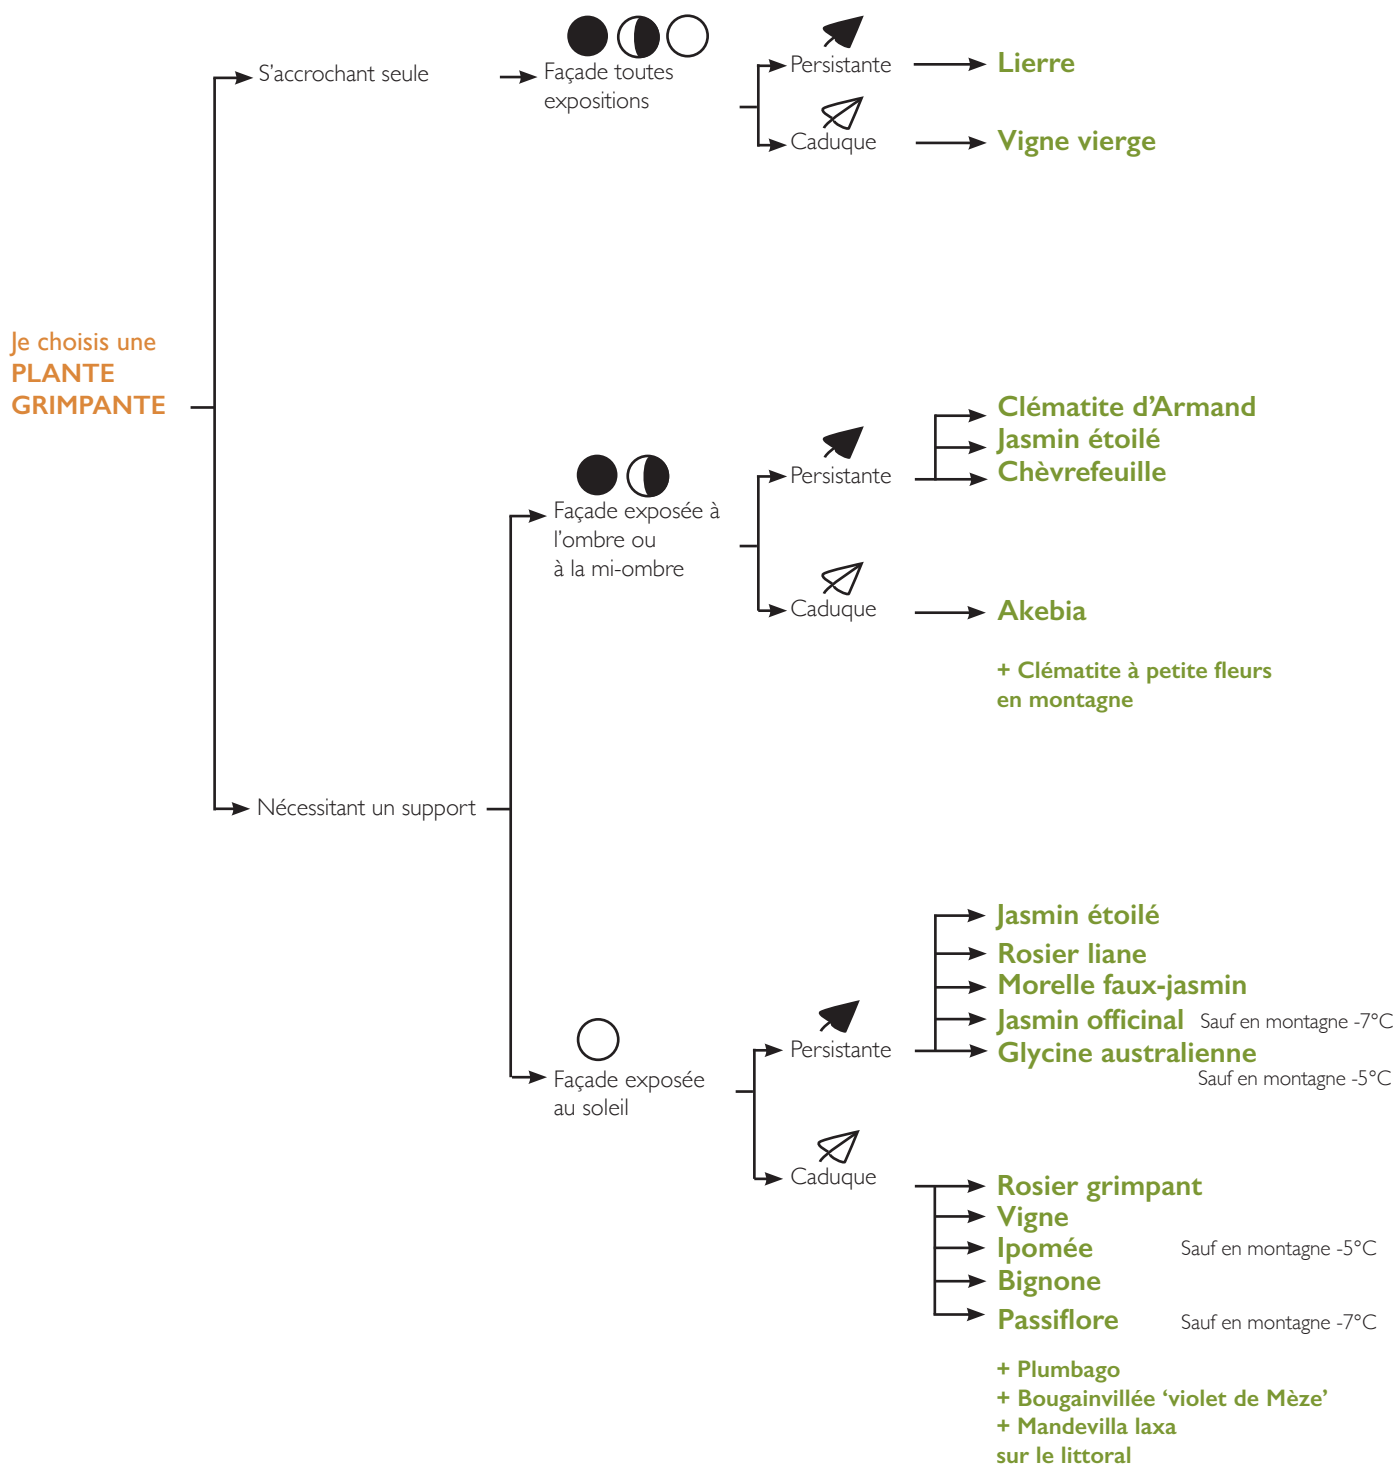 S'accrochant seule
Façade toutes
expositions
Persistante
Lierre
Caduque
Vigne vierge
Je choisis une
PLANTE
GRIMPANTE
Façade exposée à
l'ombre ou
à la mi-ombre
Persistante
Clématite d'Armand
Jasmin étoilé
Chèvrefeuille
Caduque
Akebia
+ Clématite à petite fleurs
en montagne
Nécessitant un support
Façade exposée
au soleil
Persistante
Jasmin étoilé
Rosier liane
Morelle faux-jasmin
Jasmin officinal Sauf en montagne -7°C
Glycine australienne
Sauf en montagne -5°C
Caduque
Rosier grimpant
Vigne
Ipomée Sauf en montagne -5°C
Bignone
Passiflore Sauf en montagne -7°C
+ Plumbago
+ Bougainvillée ‘violet de Mèze’
+ Mandevilla laxa
sur le littoral